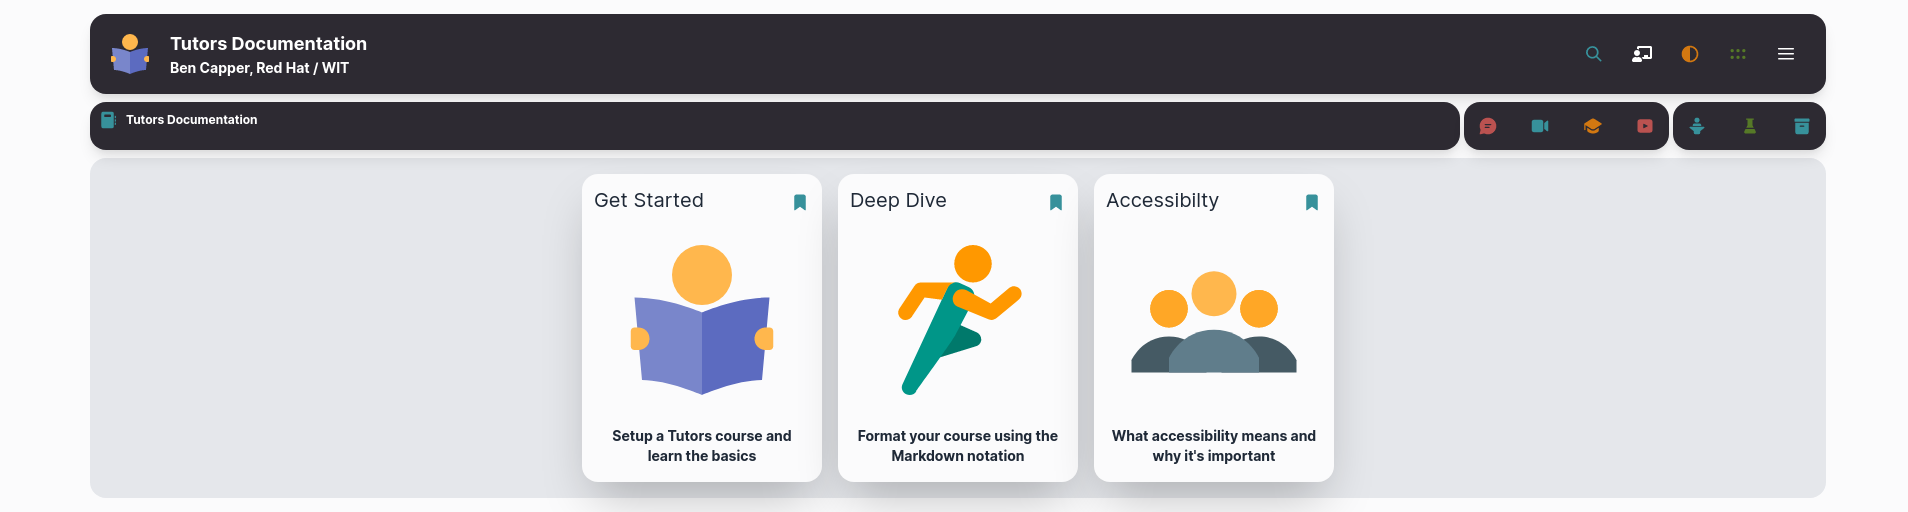 Tutors Documentation
Ben Capper, Red Hat / WIT
Tutors Documentation
Get Started
Deep Dive
Accessibilty
Setup a Tutors course and
learn the basics
Format your course using the
Markdown notation
What accessibility means and
why it's important